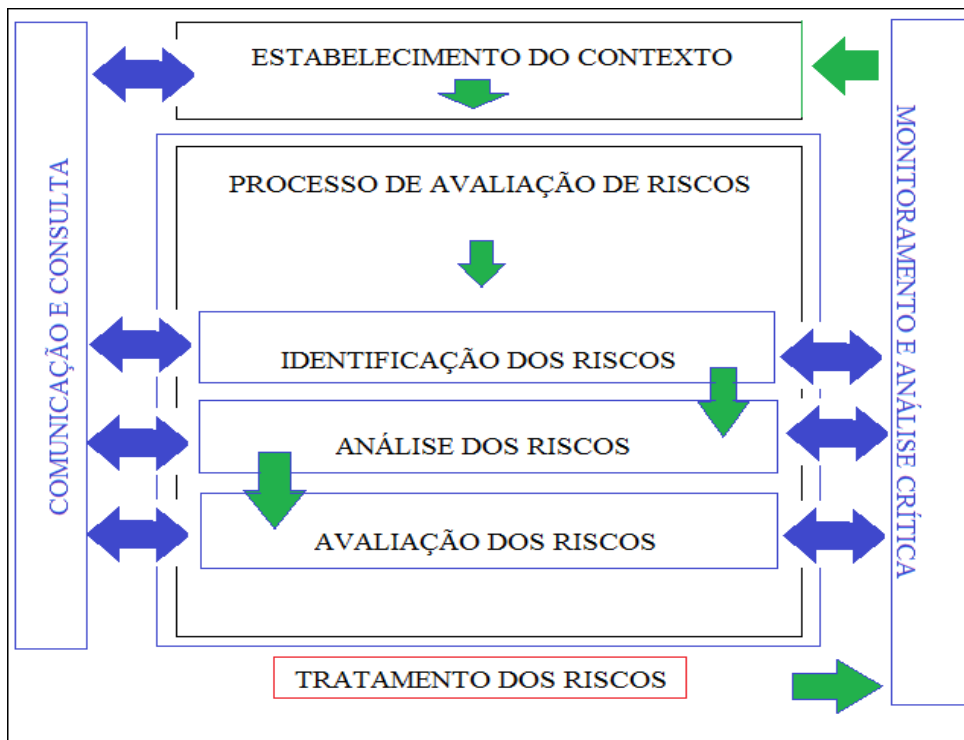 ESTABELECIMENTO DO CONTEXTO
PROCESSO DE AVALIAÇÃO DE RISCOS
IDENTIFICAÇÃO DOS RISCOS
ANÁLISE DOS RISCOS
AVALIAÇÃO DOS RISCOS
TRATAMENTO DOS RISCOS
COMUNICAÇÃO E CONSULTA
MONITORAMENTO E ANÁLISE CRÍTICA